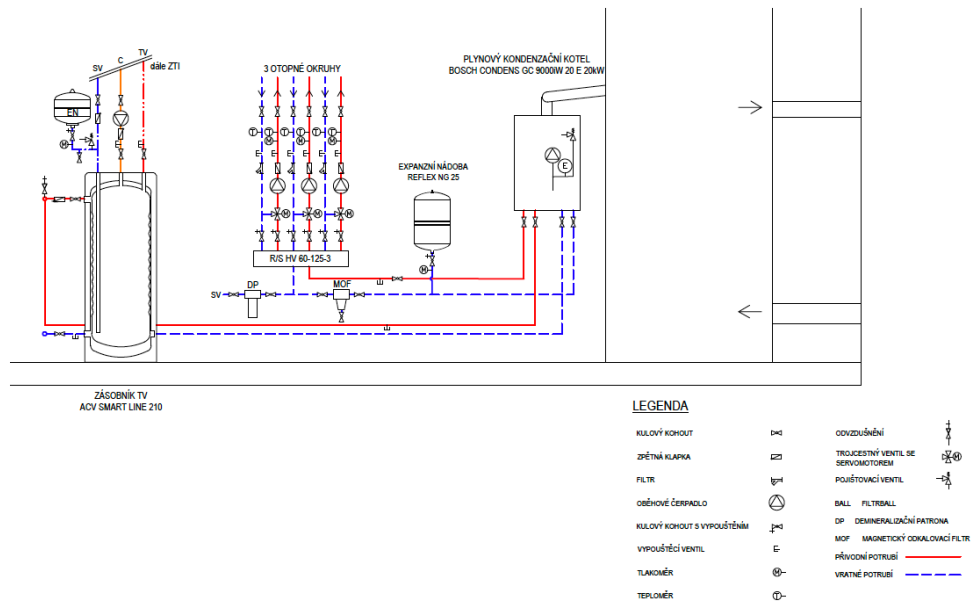 SV
C
TV
dále ZTI
EN
M
3 OTOPNÉ OKRUHY
T T T
M M
M M M
R/S HV 60-125-3
PLYNOVÝ KONDENZAČNÍ KOTEL
BOSCH CONDENS GC 9000iW 20 E 20kW
E
EXPANZNÍ NÁDOBA
REFLEX NG 25
M
SV
DP
MOF
ZÁSOBNÍK TV
ACV SMART LINE 210
LEGENDA
KULOVÝ KOHOUT
ZPĚTNÁ KLAPKA
FILTR
OBĚHOVÉ ČERPADLO
KULOVÝ KOHOUT S VYPOUŠTĚNÍM
VYPOUŠTĚCÍ VENTIL
TLAKOMĚR
M
TEPLOMĚR
T
ODVZDUŠNĚNÍ
TROJCESTNÝ VENTIL SE
SERVOMOTOREM
M
POJIŠŤOVACÍ VENTIL
BALL FILTRBALL
DP DEMINERALIZAČNÍ PATRONA
MOF MAGNETICKÝ ODKALOVACÍ FILTR
PŘÍVODNÍ POTRUBÍ
VRATNÉ POTRUBÍ